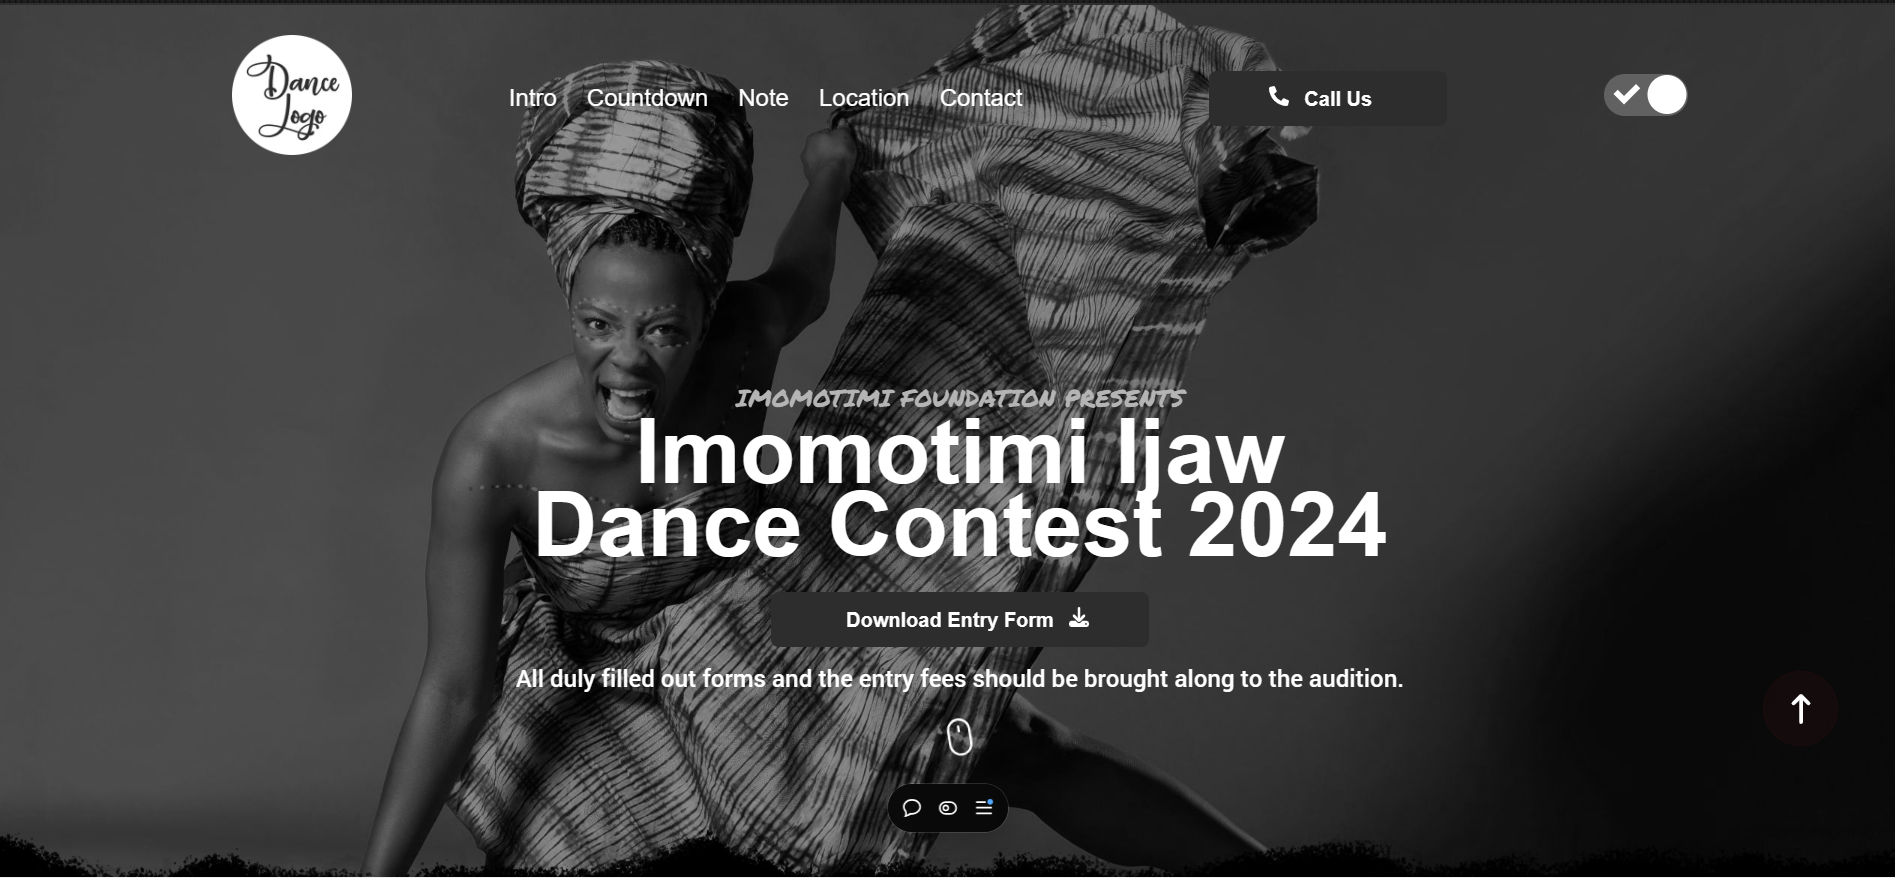 Dance
Logo
Intro
Countdown
Note
Location
Contact
Call Us
IMOMOTIMI FOUNDATION PRESENTS
Imomotimi Ijaw
Dance Contest 2024
Download Entry Form
All duly filled out forms and the entry fees should be brought along to the audition.